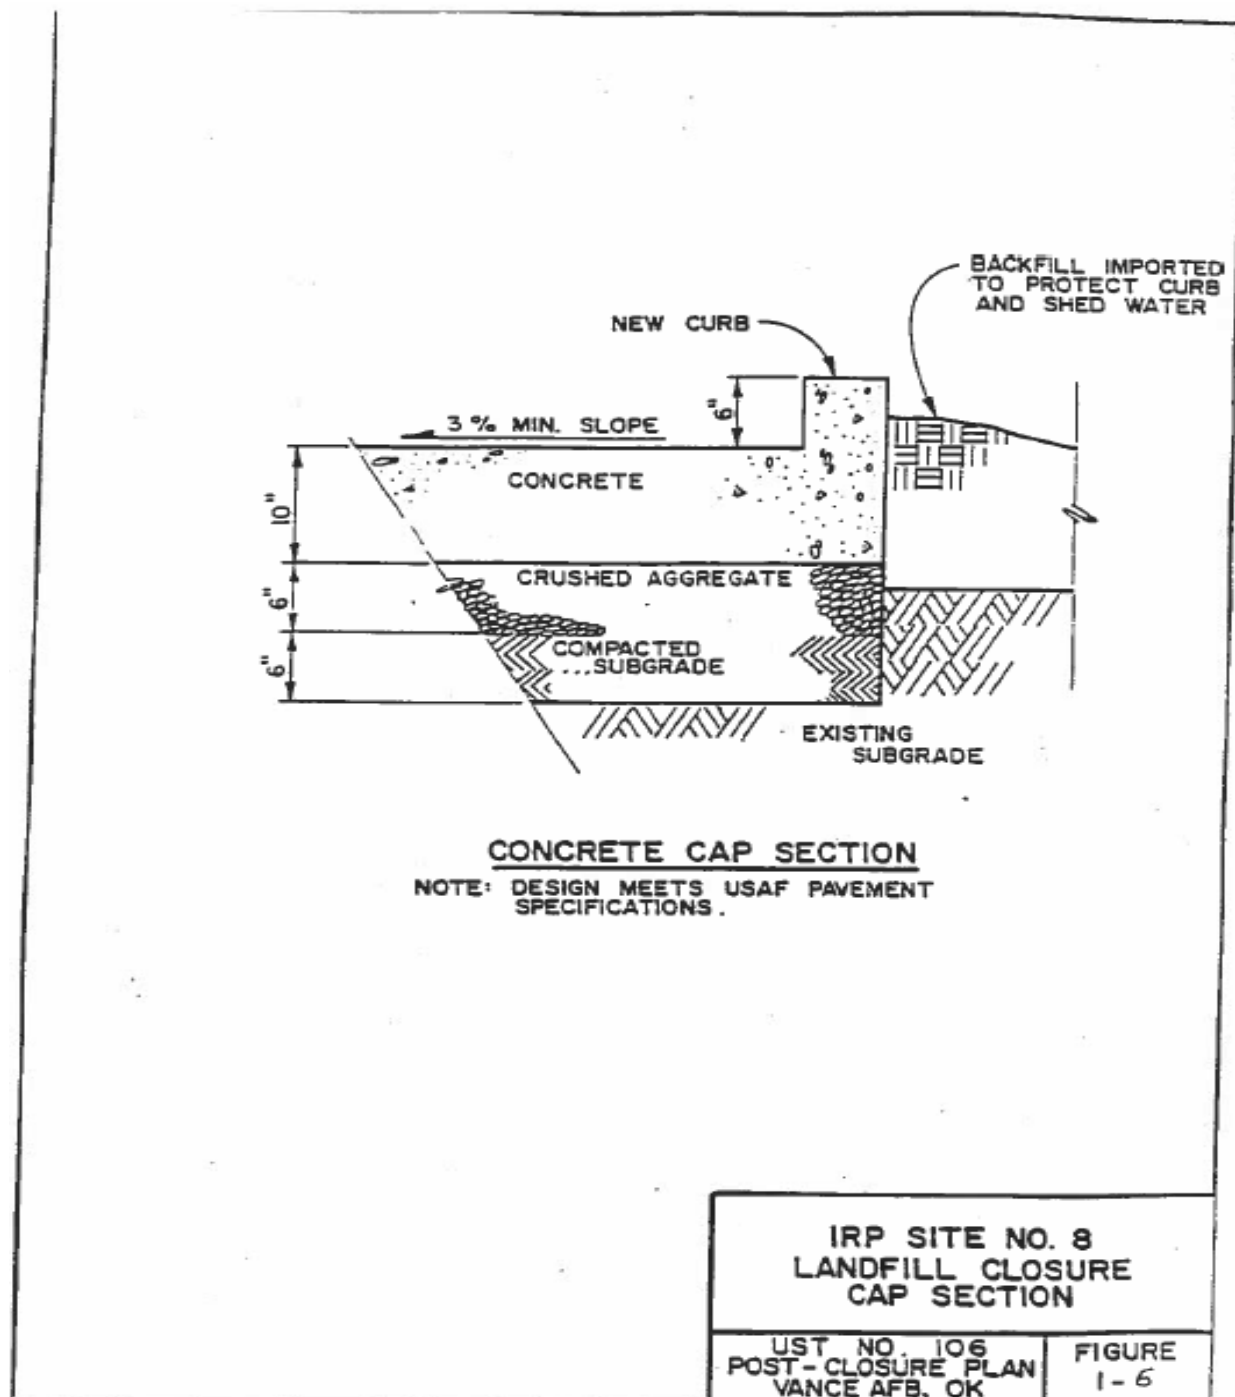 BACKFILL IMPORTED
TO PROTECT CURB
AND SHED WATER
NEW CURB
6"
3 % MIN. SLOPE
CONCRETE
10"
CRUSHED AGGREGATE
6"
COMPACTED
...SUBGRADE
6"
EXISTING
SUBGRADE
CONCRETE CAP SECTION
NOTE: DESIGN MEETS USAF PAVEMENT
SPECIFICATIONS.
IRP SITE NO. 8
LANDFILL CLOSURE
CAP SECTION
UST NO. 106
POST-CLOSURE PLAN
VANCE AFB, OK
FIGURE
1-6